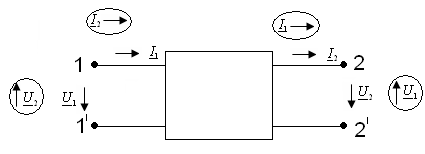 I₂ I₁
1 I₁ I₂ 2
U₂ U₁ U₂ U₁
1' 2'